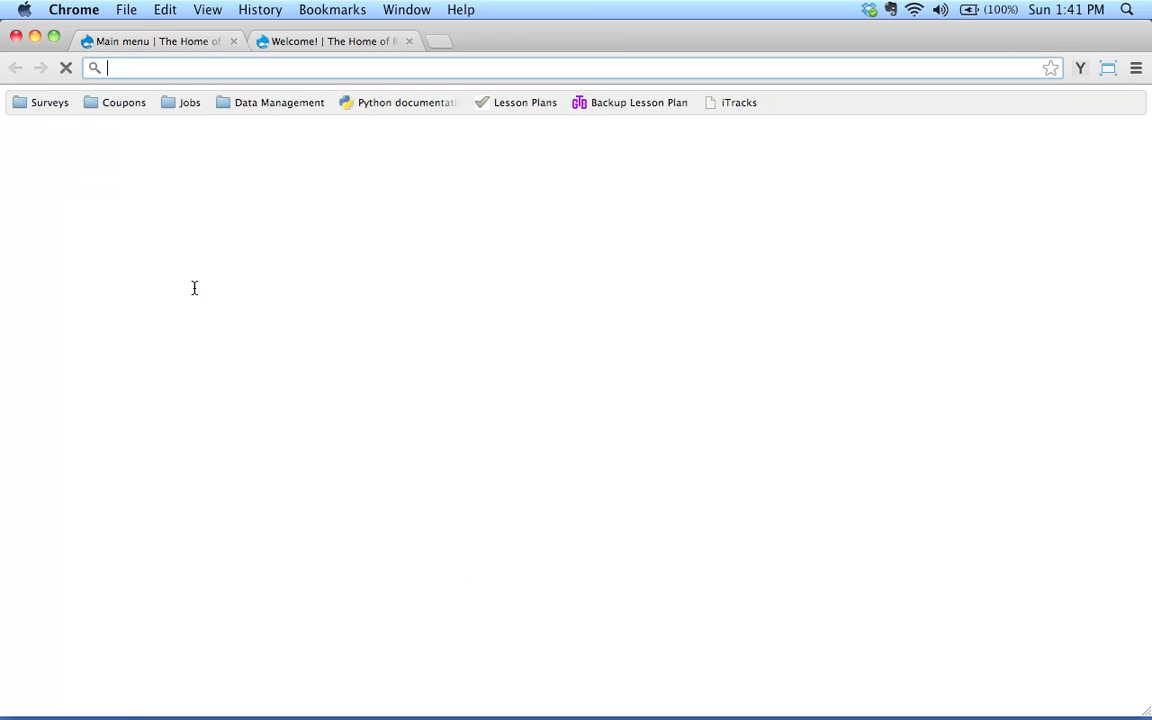 Chrome File Edit View History Bookmarks Window Help (100%) Sun 1:41 PM
Main menu | The Home of Welcome! | The Home of R
Y
Surveys Coupons Jobs Data Management Python documentati Lesson Plans GTB Backup Lesson Plan iTracks